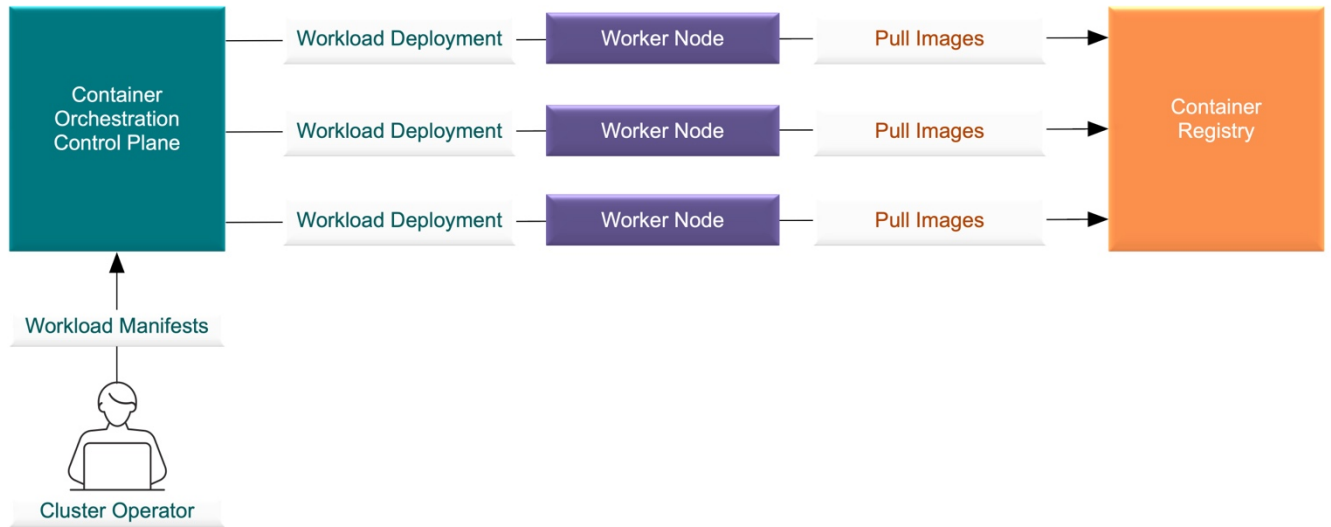 Workload Deployment
Worker Node
Pull Images
Container
Orchestration
Control Plane
Workload Deployment
Worker Node
Pull Images
Container
Registry
Workload Deployment
Worker Node
Pull Images
Workload Manifests
Cluster Operator